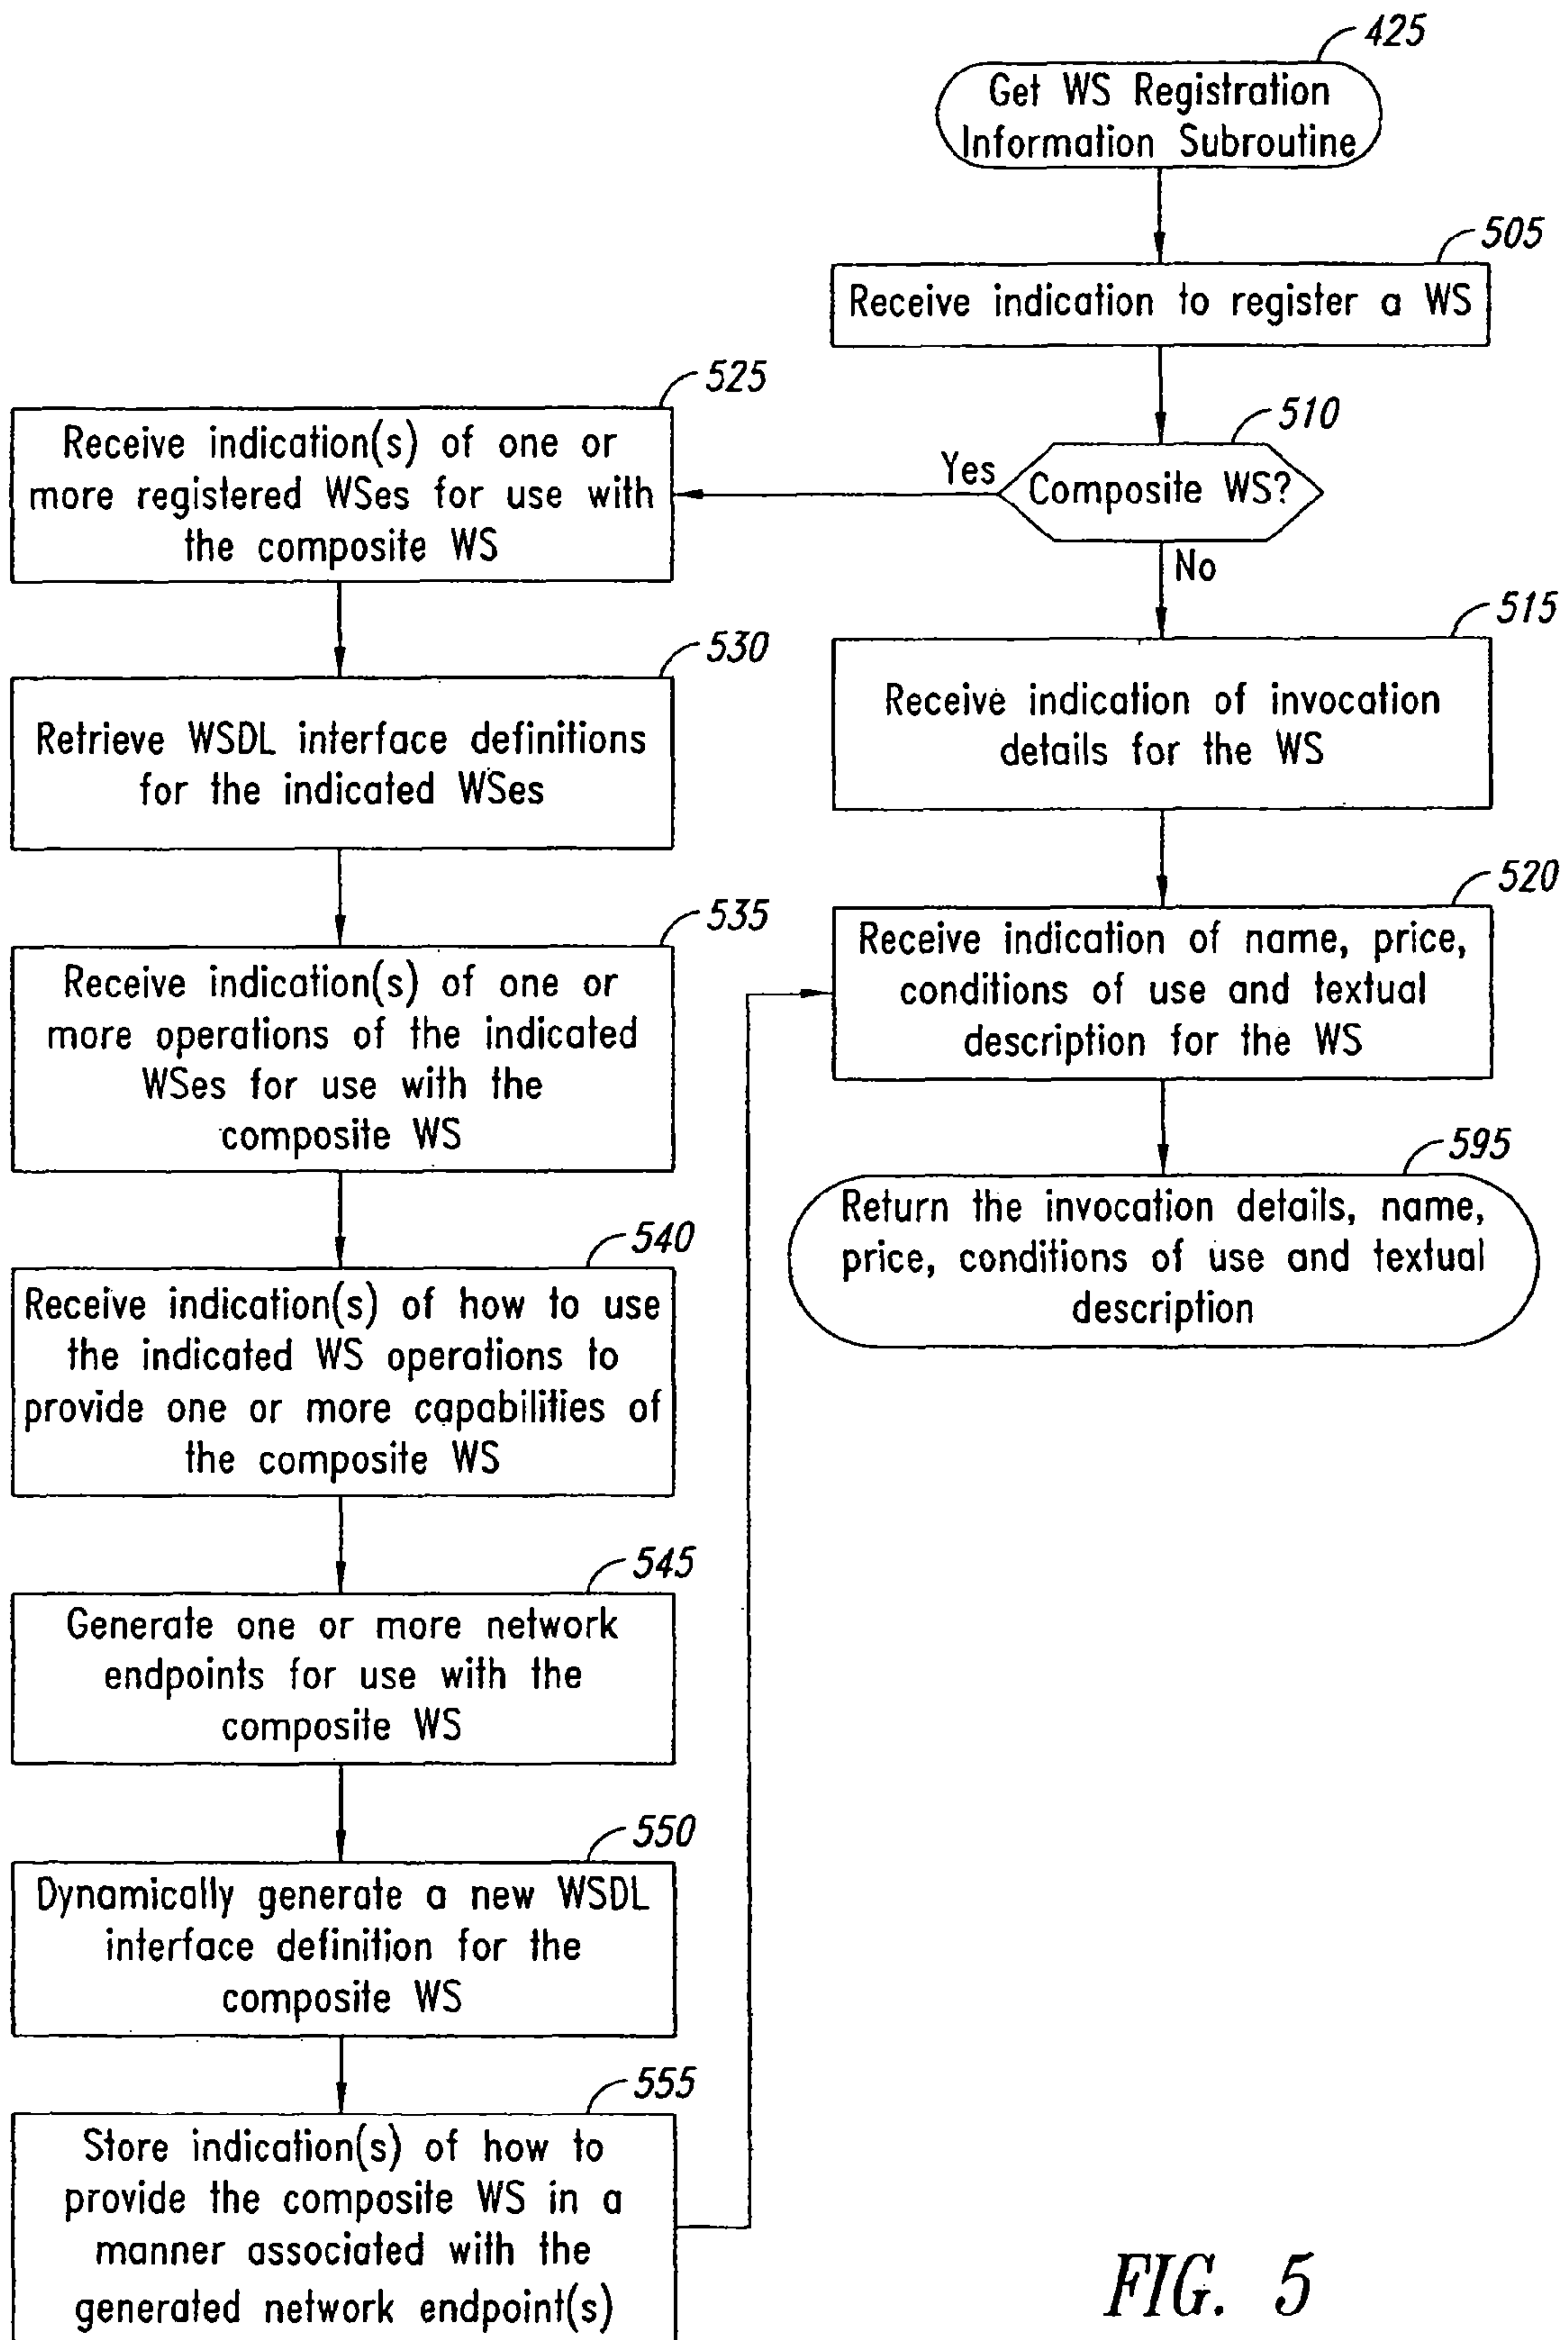 425
Get WS Registration
Information Subroutine
505
Receive indication to register a WS
510
Composite WS?
Yes
No
515
Receive indication of invocation
details for the WS
520
Receive indication of name, price,
conditions of use and textual
description for the WS
595
Return the invocation details, name,
price, conditions of use and textual
description
525
Receive indication(s) of one or
more registered WSes for use with
the composite WS
530
Retrieve WSDL interface definitions
for the indicated WSes
535
Receive indication(s) of one or
more operations of the indicated
WSes for use with the
composite WS
540
Receive indication(s) of how to use
the indicated WS operations to
provide one or more capabilities of
the composite WS
545
Generate one or more network
endpoints for use with the
composite WS
550
Dynamically generate a new WSDL
interface definition for the
composite WS
555
Store indication(s) of how to
provide the composite WS in a
manner associated with the
generated network endpoint(s)
FIG. 5